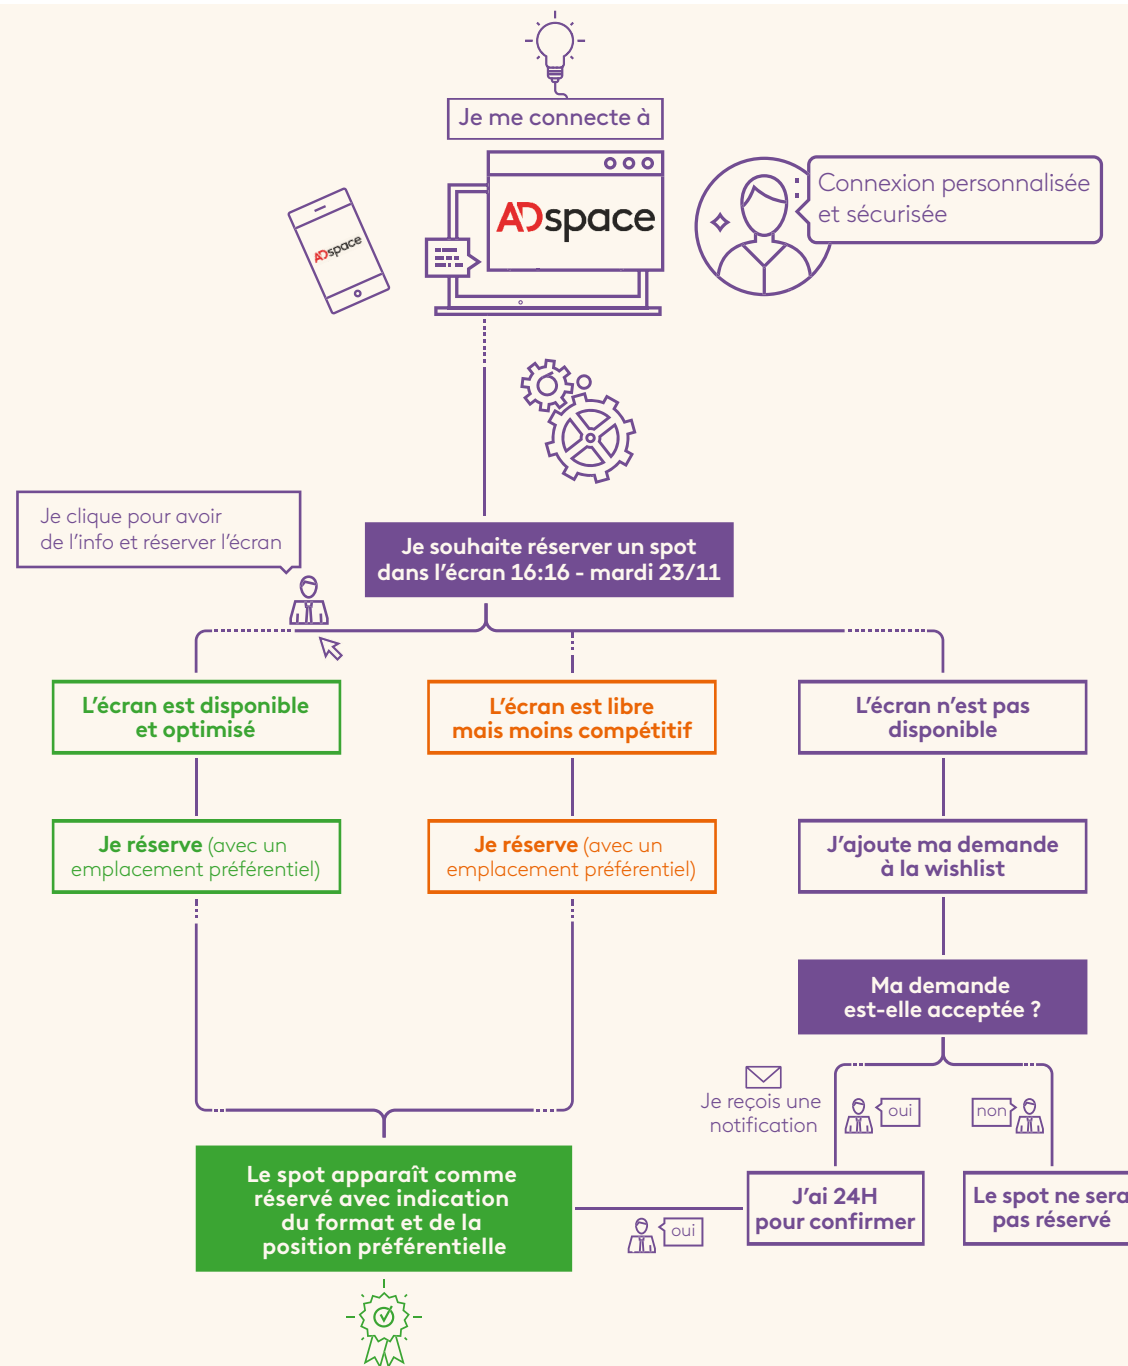 Je me connecte à
ADspace
ADspace
Connexion personnalisée
et sécurisée
Je clique pour avoir
de l'info et réserver l'écran
Je souhaite réserver un spot
dans l'écran 16:16 - mardi 23/11
L'écran est disponible
et optimisé
L'écran est libre
mais moins compétitif
L'écran n'est pas
disponible
Je réserve (avec un
emplacement préférentiel)
Je réserve (avec un
emplacement préférentiel)
J'ajoute ma demande
à la wishlist
Ma demande
est-elle acceptée ?
Je reçois une
notification
oui
non
Le spot apparaît comme
réservé avec indication
du format et de la
position préférentielle
oui
J'ai 24H
pour confirmer
Le spot ne sera
pas réservé